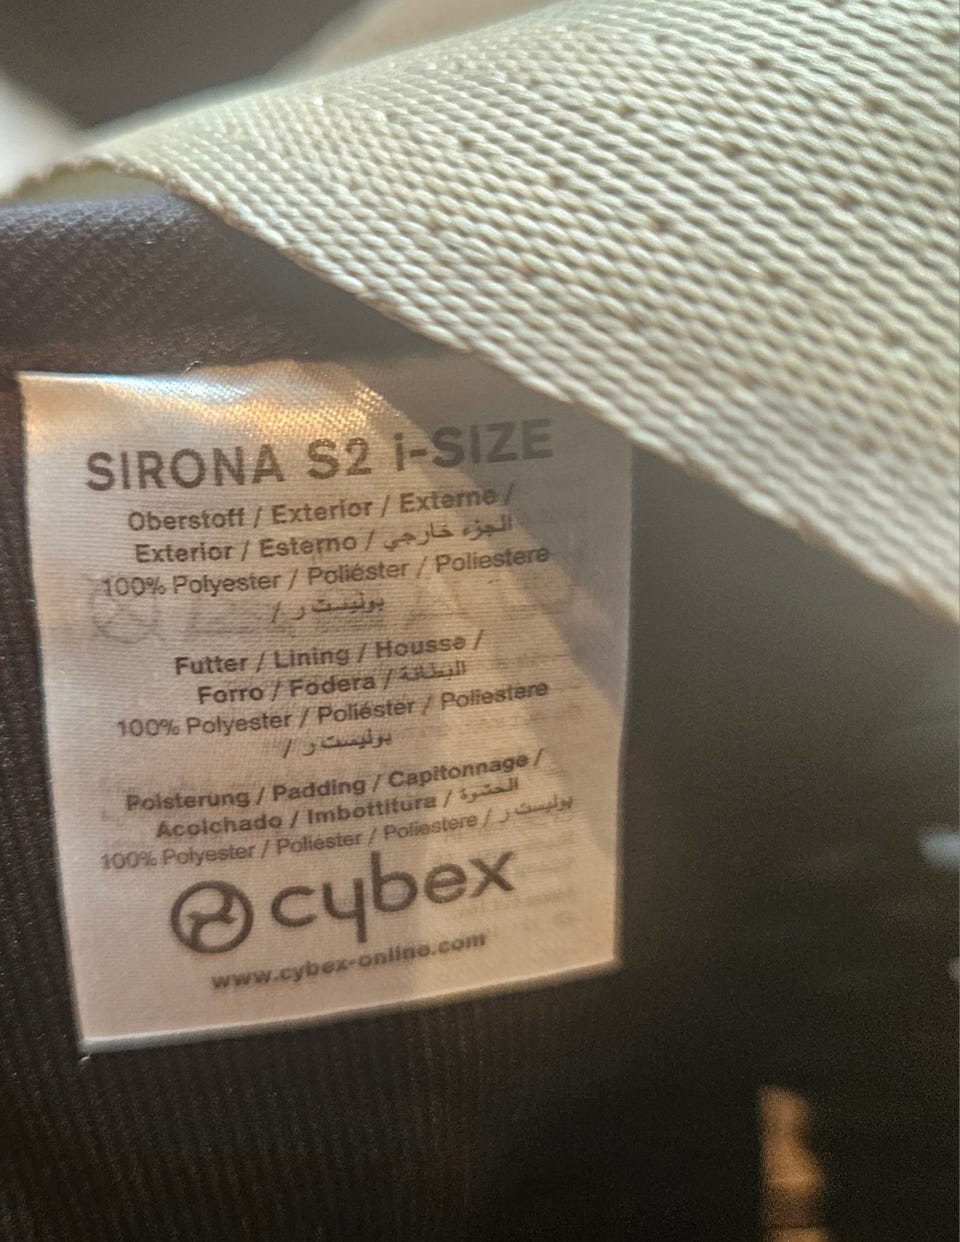 SIRONA S2 i-SIZE
Oberstoff / Exterior / Externe /
Exterior / Esterno / الجزء خارجي
100% Polyester / Poliéster / Poliestere
/ بوليست ر
Futter / Lining / Housse /
Forro / Fodera / البطانة
100% Polyester / Poliéster / Poliestere
/ بوليست ر
Polsterung / Padding / Capitonnage /
Acolchado / Imbottitura / الحشوة
100% Polyester / Poliéster / Poliestere / بوليست ر
cybex
www.cybex-online.com